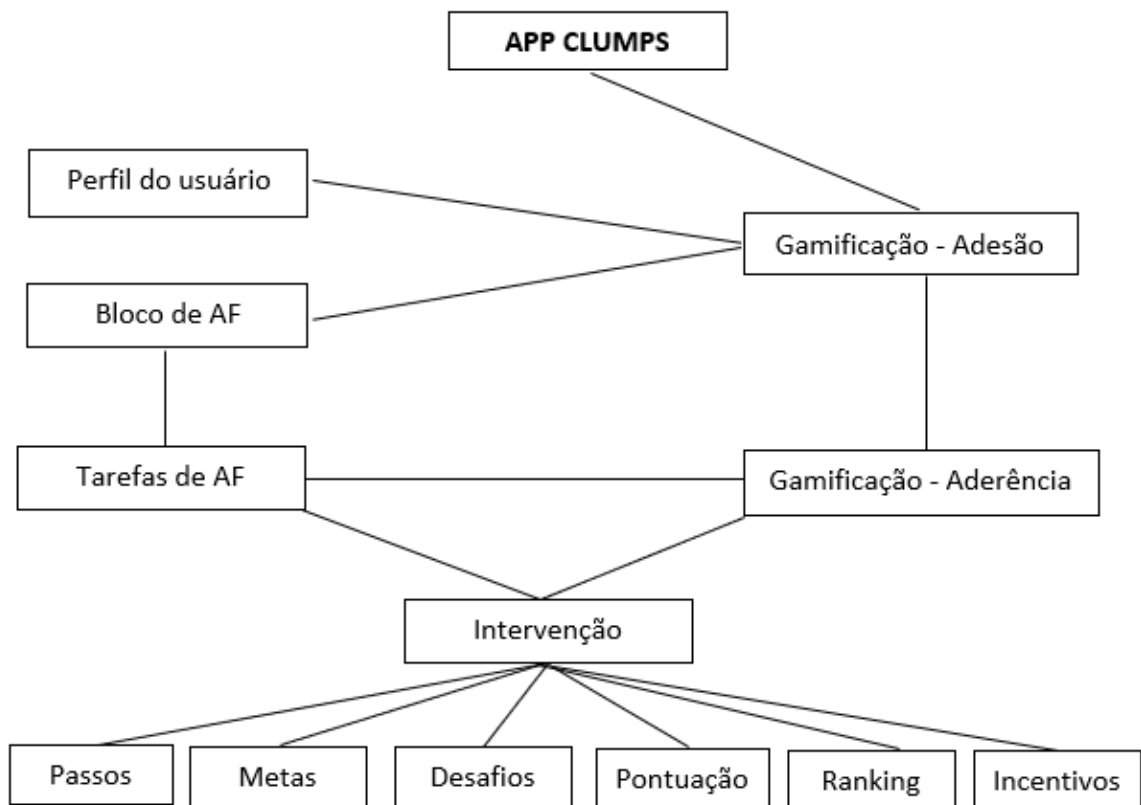 APP CLUMPS
Perfil do usuário
Gamificação - Adesão
Bloco de AF
Tarefas de AF
Gamificação - Aderência
Intervenção
Passos
Metas
Desafios
Pontuação
Ranking
Incentivos